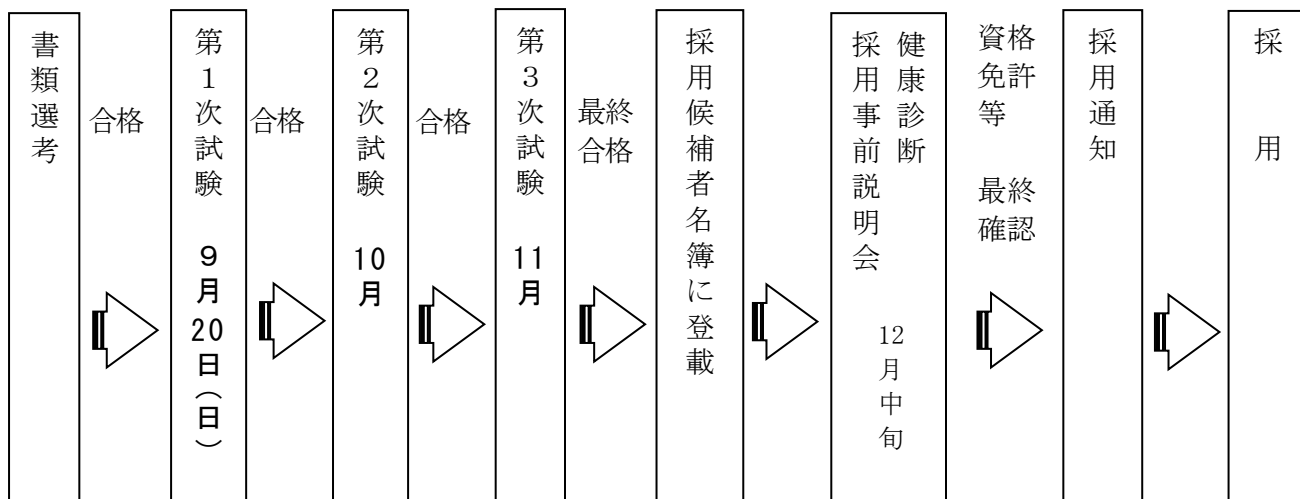 書類選考
合格
第１次試験　９月20日（日）
合格
第２次試験　10月
合格
第３次試験　11月
最終
合格
採用候補者名簿に登載
健康診断
採用事前説明会　12月中旬
資格
免許
等
最終
確認
採用通知
採　用